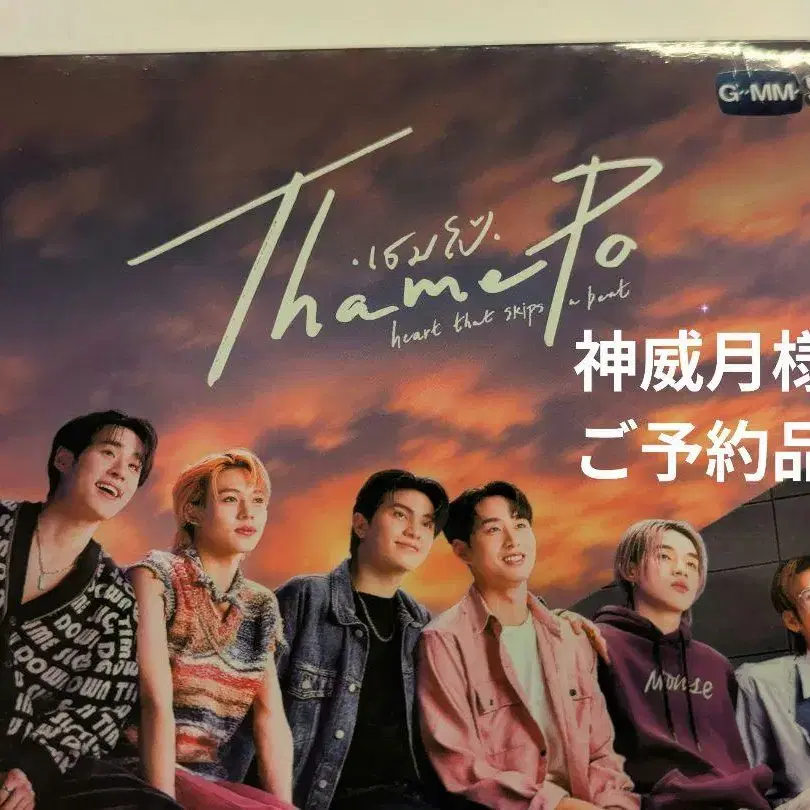 GMM
ThamePo
เธมโป้
heart that skips a beat
神威月様
ご予約品
Mouse